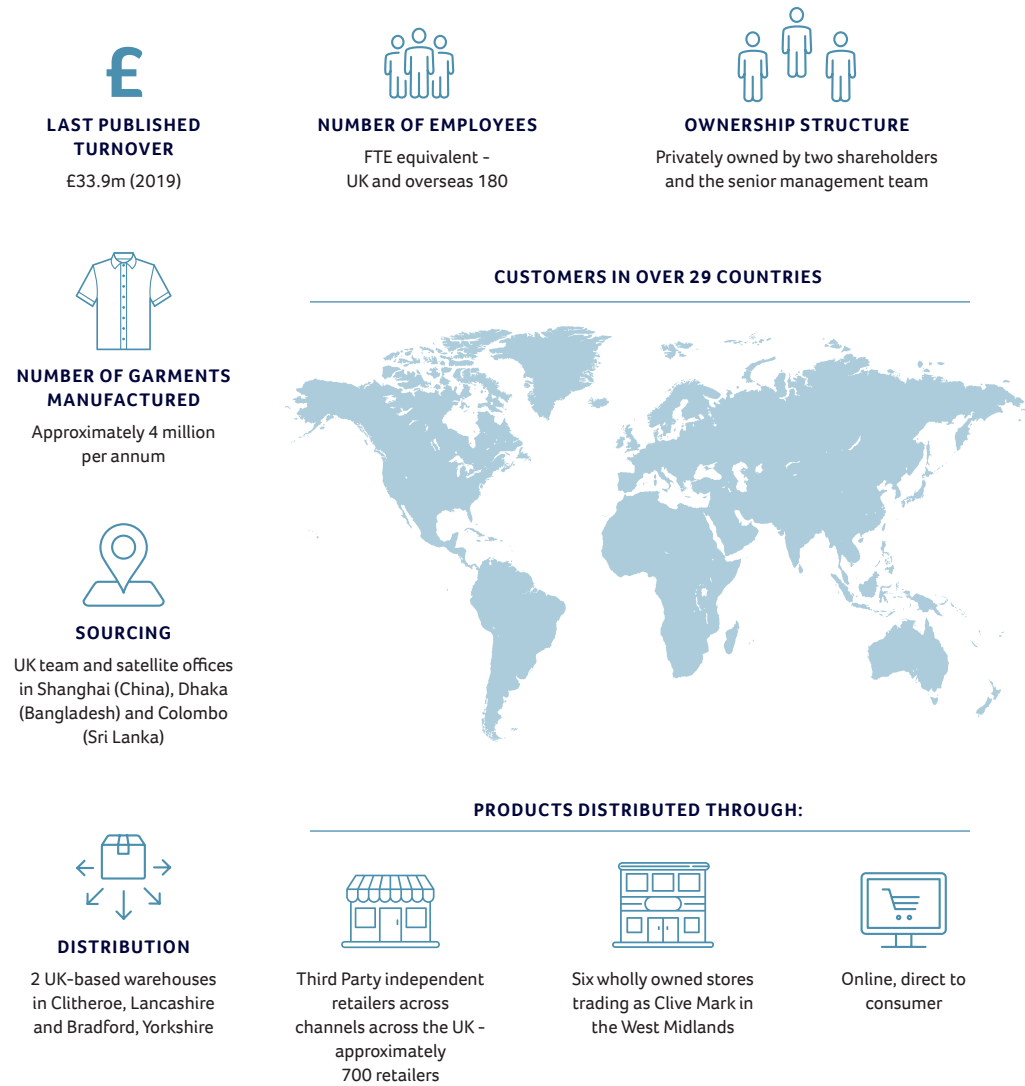 £
LAST PUBLISHED
TURNOVER
£33.9m (2019)
NUMBER OF EMPLOYEES
FTE equivalent -
UK and overseas 180
OWNERSHIP STRUCTURE
Privately owned by two shareholders
and the senior management team
NUMBER OF GARMENTS
MANUFACTURED
Approximately 4 million
per annum
CUSTOMERS IN OVER 29 COUNTRIES
SOURCING
UK team and satellite offices
in Shanghai (China), Dhaka
(Bangladesh) and Colombo
(Sri Lanka)
DISTRIBUTION
2 UK-based warehouses
in Clitheroe, Lancashire
and Bradford, Yorkshire
PRODUCTS DISTRIBUTED THROUGH:
Third Party independent
retailers across
channels across the UK -
approximately
700 retailers
Six wholly owned stores
trading as Clive Mark in
the West Midlands
Online, direct to
consumer